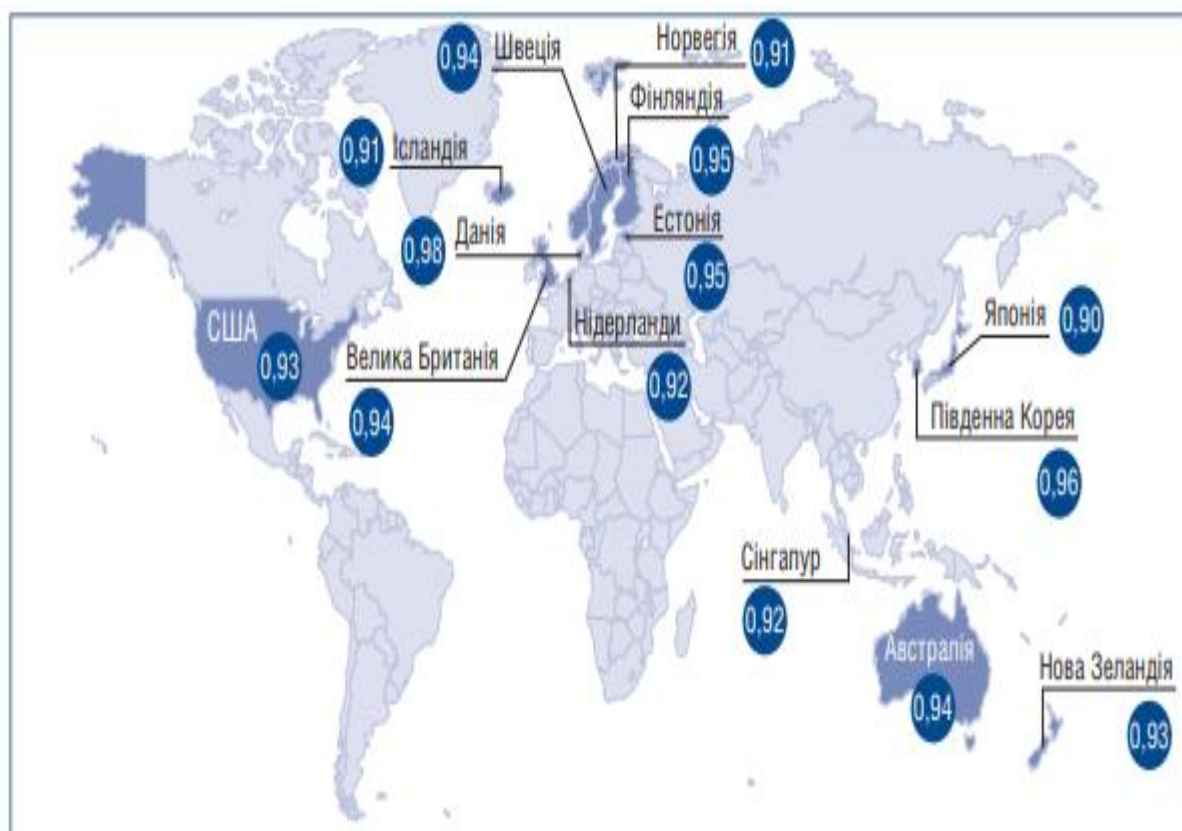 Норвегія
0,91
0,94
Швеція
Фінляндія
0,95
0,91
Ісландія
Данія
0,98
Естонія
0,95
США
0,93
Нідерланди
0,92
Велика Британія
0,94
Японія
0,90
Південна Корея
0,96
Сінгапур
0,92
Австралія
0,94
Нова Зеландія
0,93